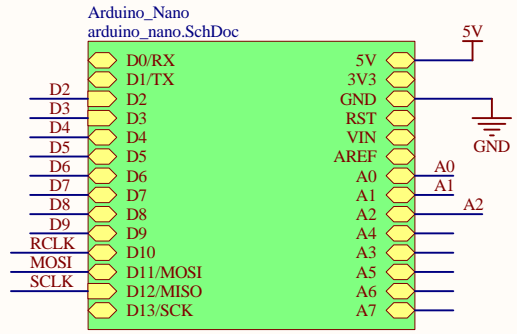 Arduino_Nano
arduino_nano.SchDoc
5V
D0/RX 5V
D1/TX 3V3
D2 D2 GND
D3 D3 RST
GND
D4 D4 VIN
D5 D5 AREF
D6 D6 A0 A0
D7 D7 A1 A1
D8 D8 A2 A2
D9 D9 A4
RCLK D10 A3
MOSI D11/MOSI A5
SCLK D12/MISO A6
D13/SCK A7